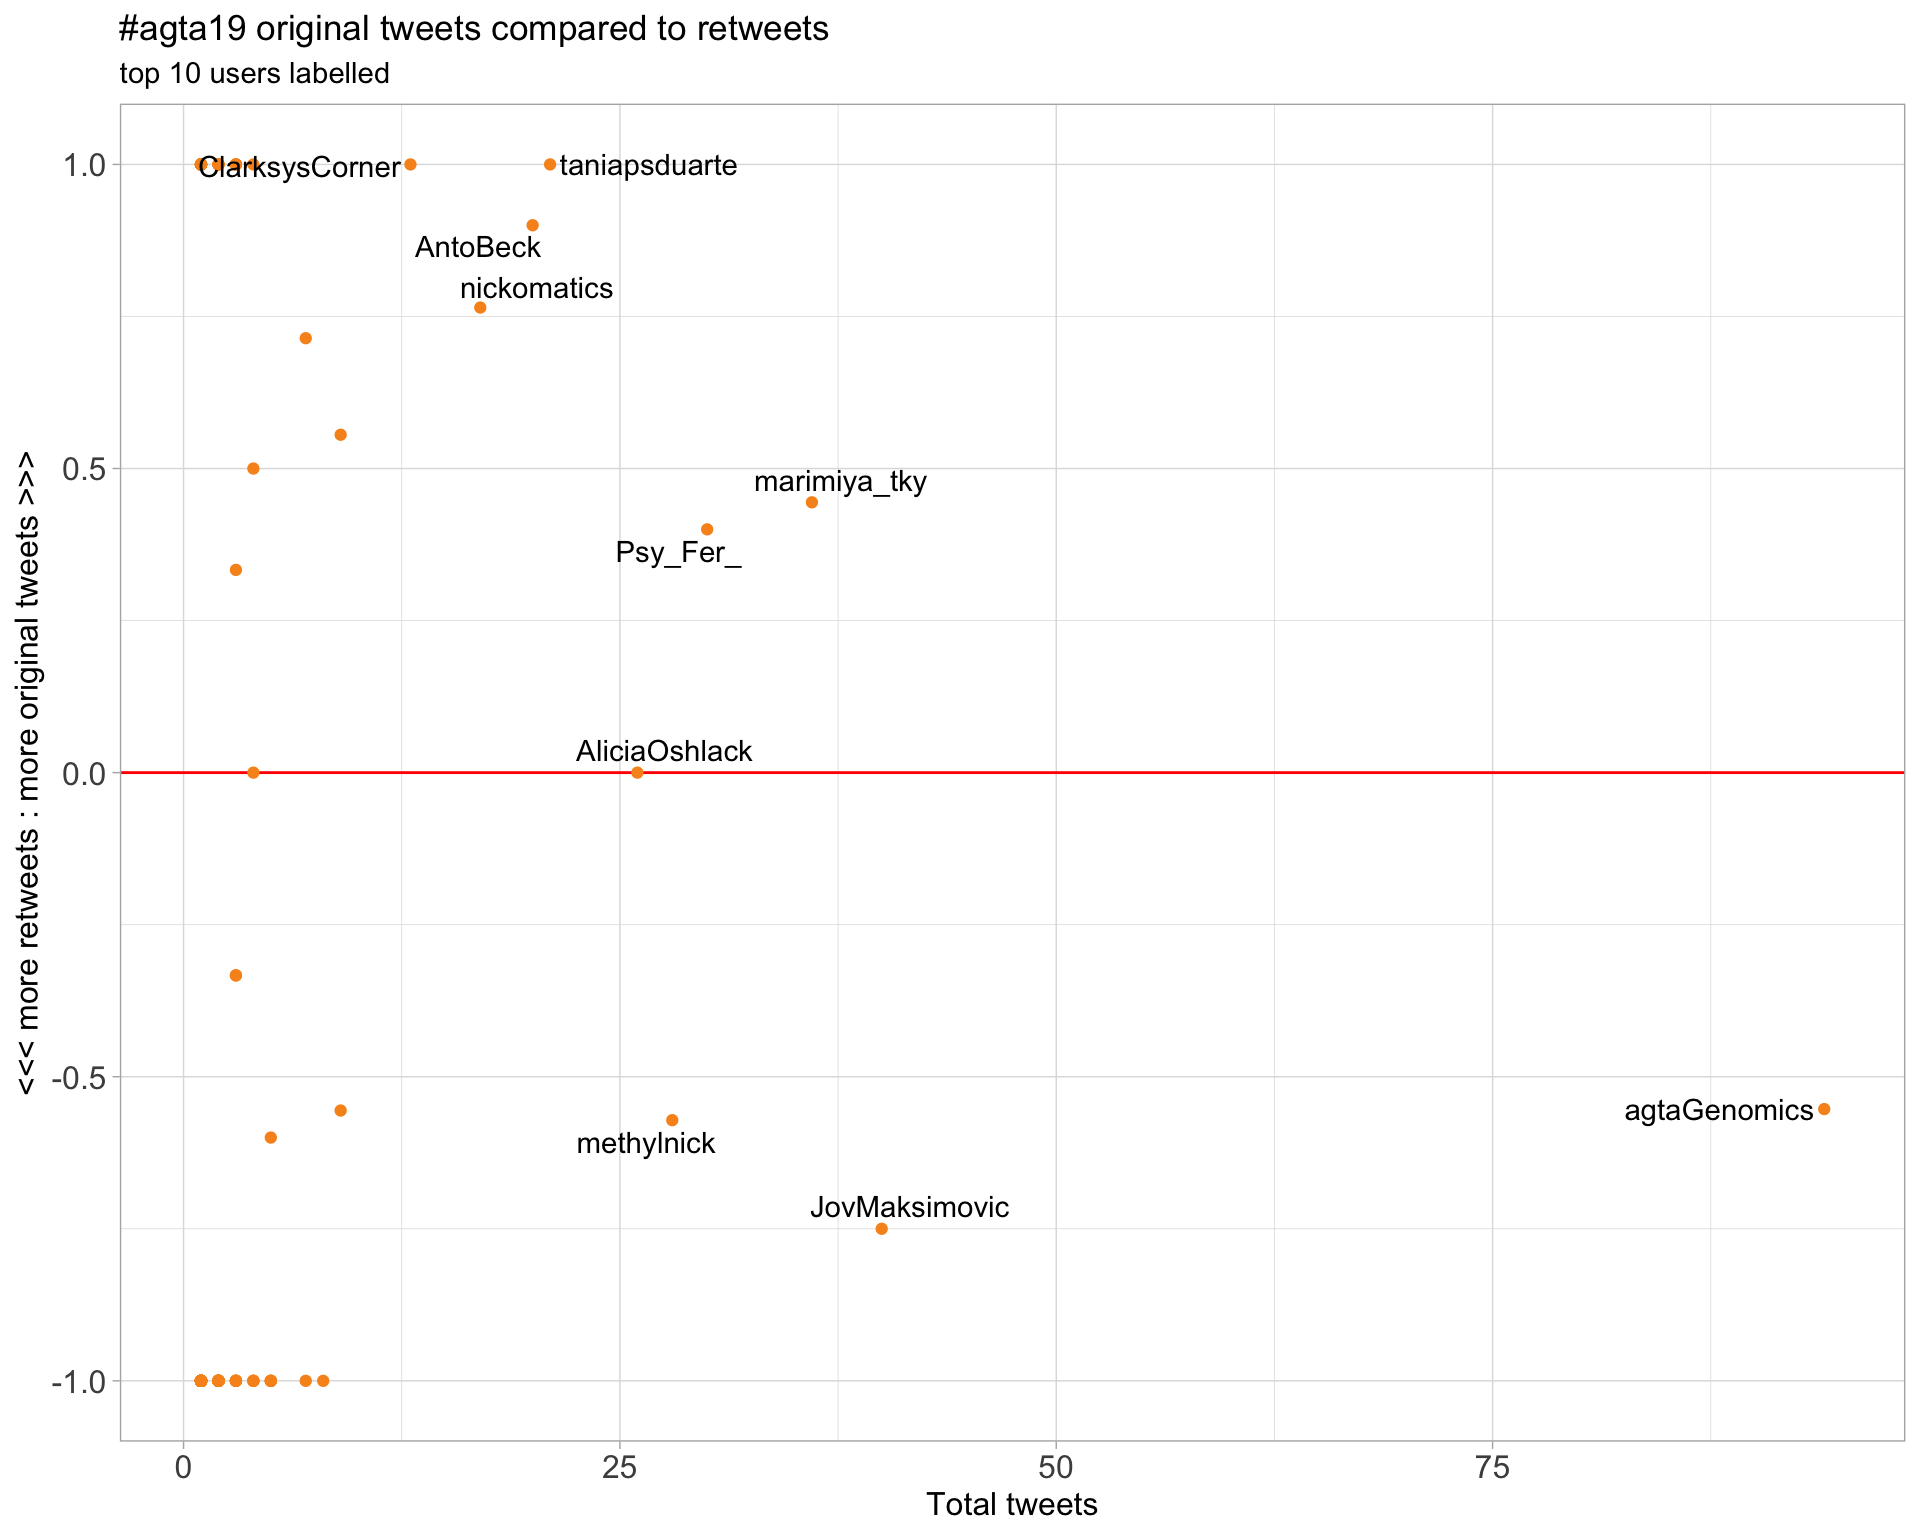 #agta19 original tweets compared to retweets
top 10 users labelled
<<< more retweets : more original tweets >>>
1.0
0.5
0.0
-0.5
-1.0
ClarksysCorner
taniapsduarte
AntoBeck
nickomatics
marimiya_tky
Psy_Fer_
AliciaOshlack
agtaGenomics
methylnick
JovMaksimovic
0 25 50 75
Total tweets